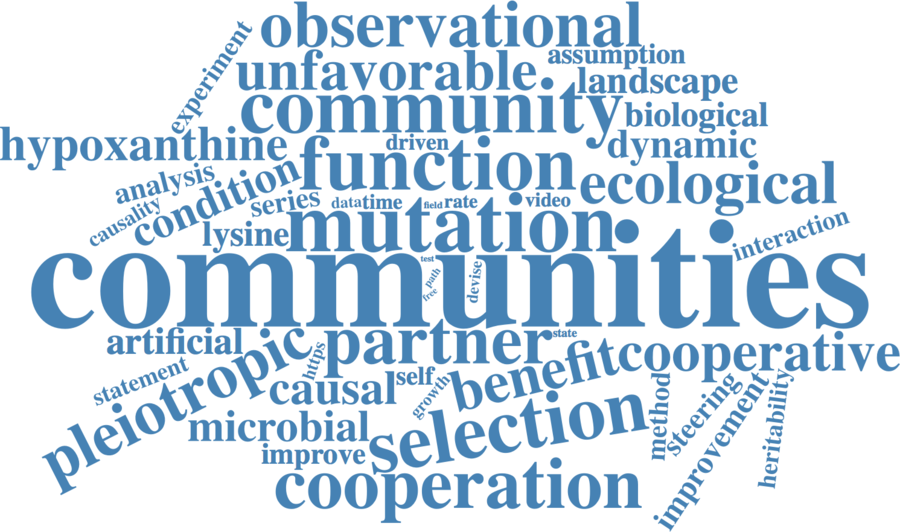 observational
assumption
experiment
unfavorable
landscape
community
biological
hypoxanthine
driven
dynamic
function
analysis
condition
ecological
series
data
time
field
rate
video
causality
lysine
mutation
interaction
communities
test
path
free
devise
artificial
partner
state
cooperative
pleiotropic
https
statement
causal
self
benefit
growth
method
steering
improvement
heritability
microbial
selection
improve
cooperation